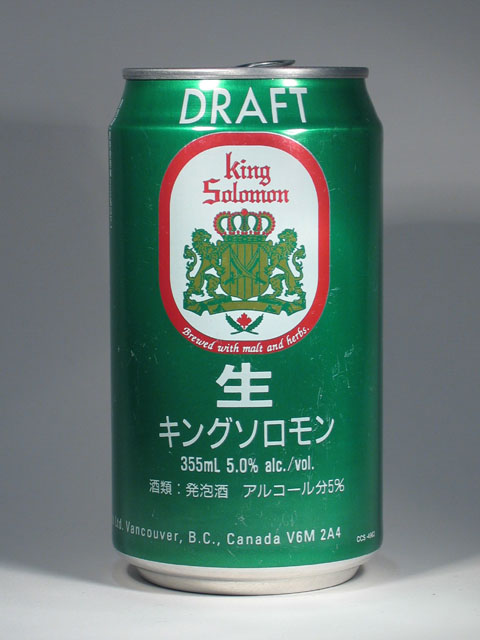 DRAFT
King
Solomon
Brewed with malt and herbs.
生
キングソロモン
355mL 5.0% alc./vol.
酒類：発泡酒 アルコール分5%
Ltd. Vancouver, B.C., Canada V6M 2A4